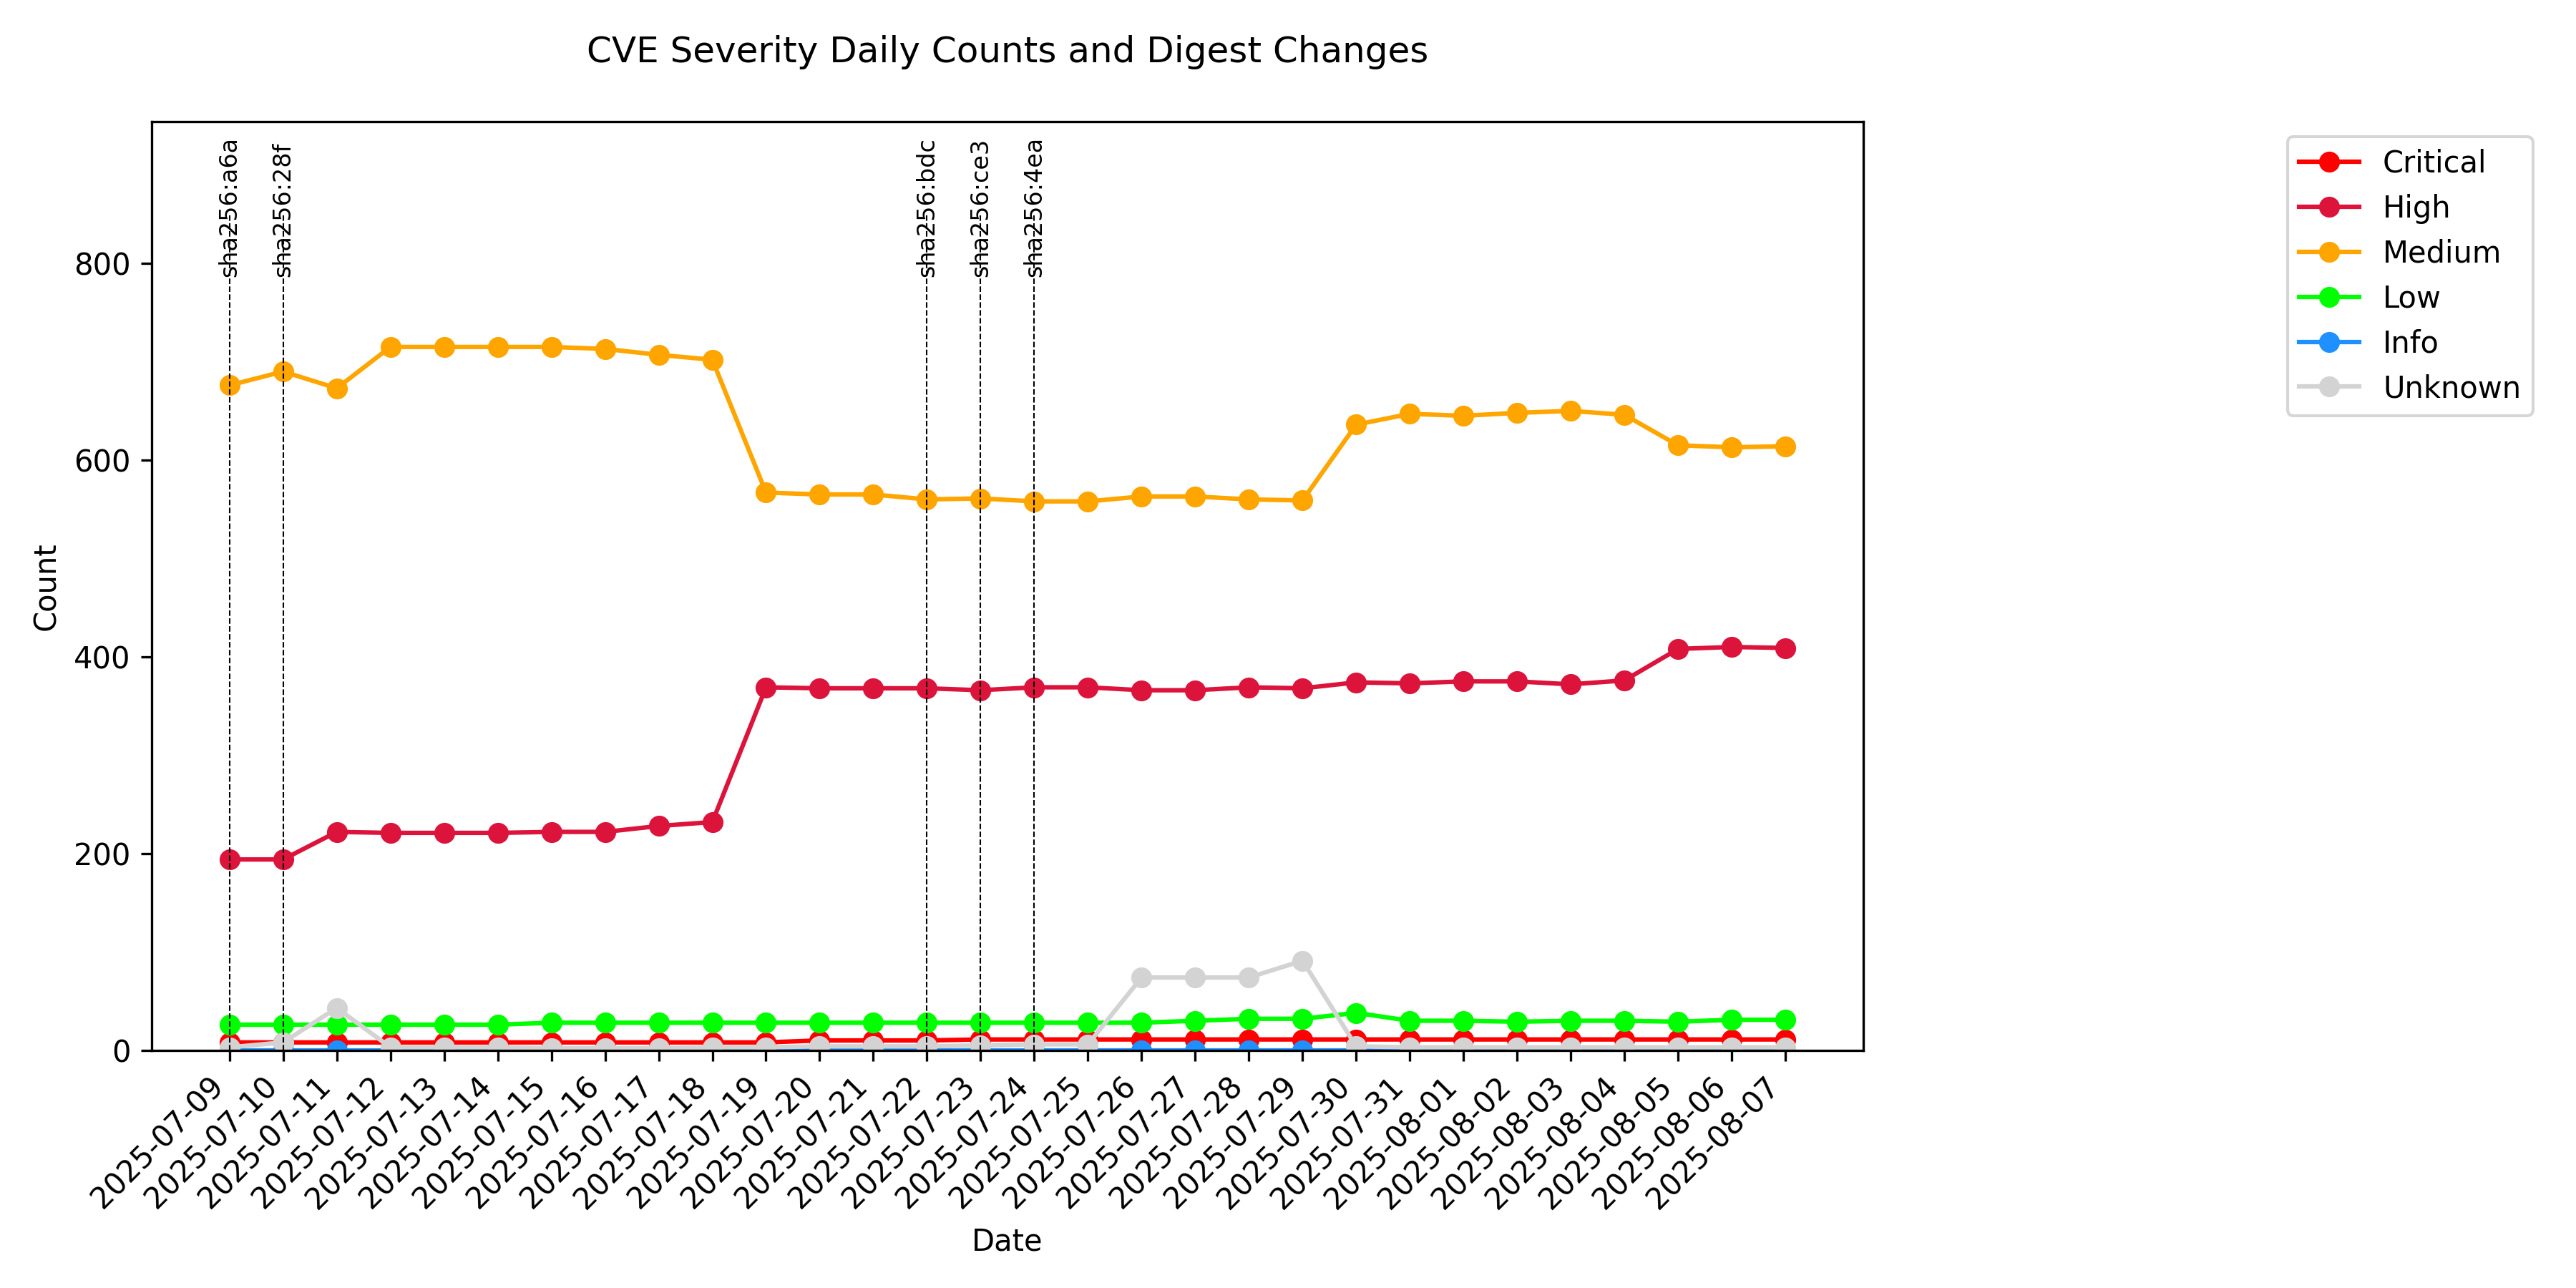 CVE Severity Daily Counts and Digest Changes
sha256:a6a
sha256:28f
sha256:bdc
sha256:ce3
sha256:4ea
Critical
High
Medium
Low
Info
Unknown
800
600
400
200
0
Count
2025-07-09
2025-07-10
2025-07-11
2025-07-12
2025-07-13
2025-07-14
2025-07-15
2025-07-16
2025-07-17
2025-07-18
2025-07-19
2025-07-20
2025-07-21
2025-07-22
2025-07-23
2025-07-24
2025-07-25
2025-07-26
2025-07-27
2025-07-28
2025-07-29
2025-07-30
2025-07-31
2025-08-01
2025-08-02
2025-08-03
2025-08-04
2025-08-05
2025-08-06
2025-08-07
Date